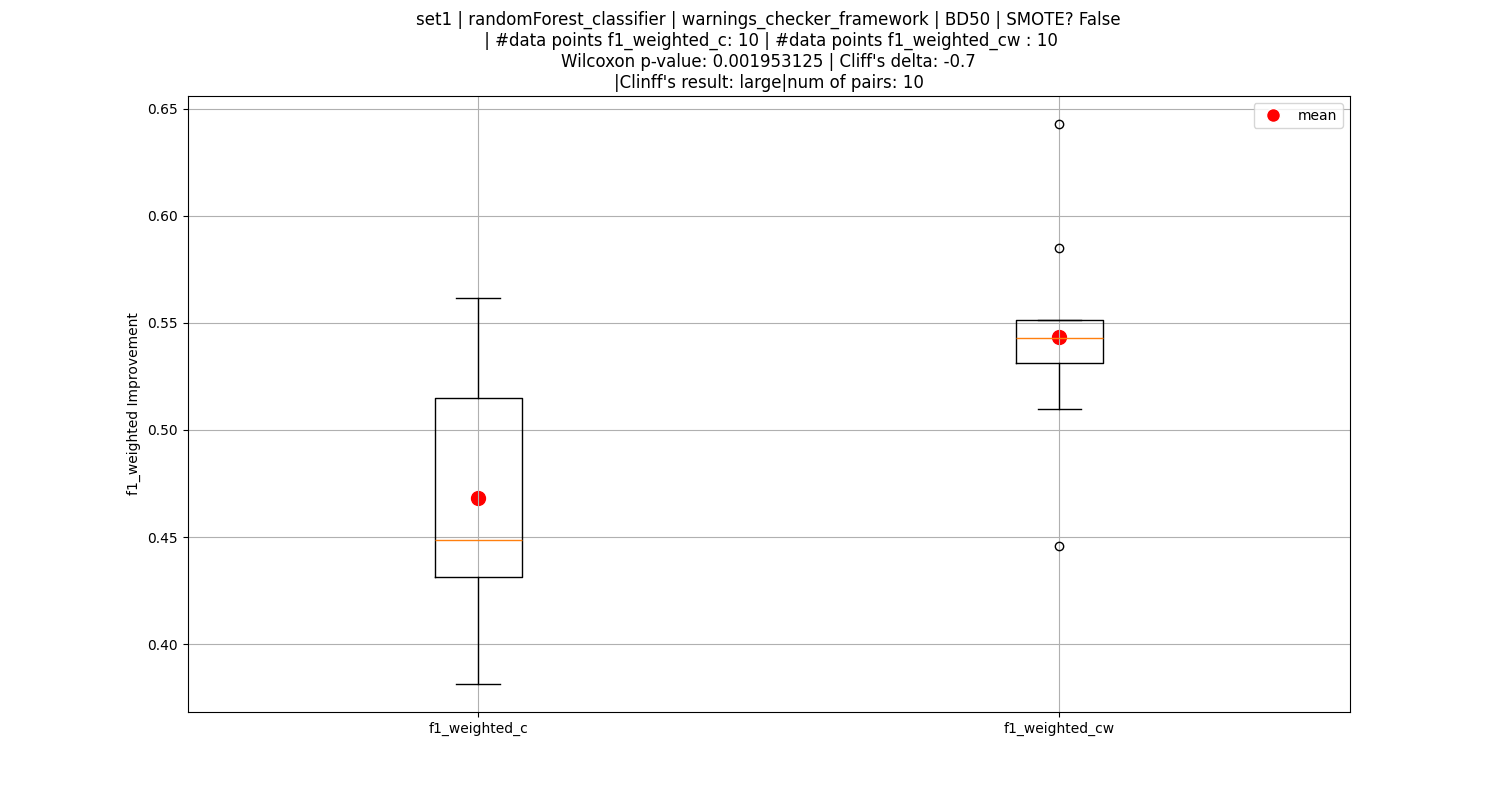 set1 | randomForest_classifier | warnings_checker_framework | BD50 | SMOTE? False
| #data points f1_weighted_c: 10 | #data points f1_weighted_cw : 10
Wilcoxon p-value: 0.001953125 | Cliff's delta: -0.7
|Clinff's result: large|num of pairs: 10
mean
0.65
0.60
0.55
0.50
0.45
0.40
f1_weighted Improvement
f1_weighted_c
f1_weighted_cw